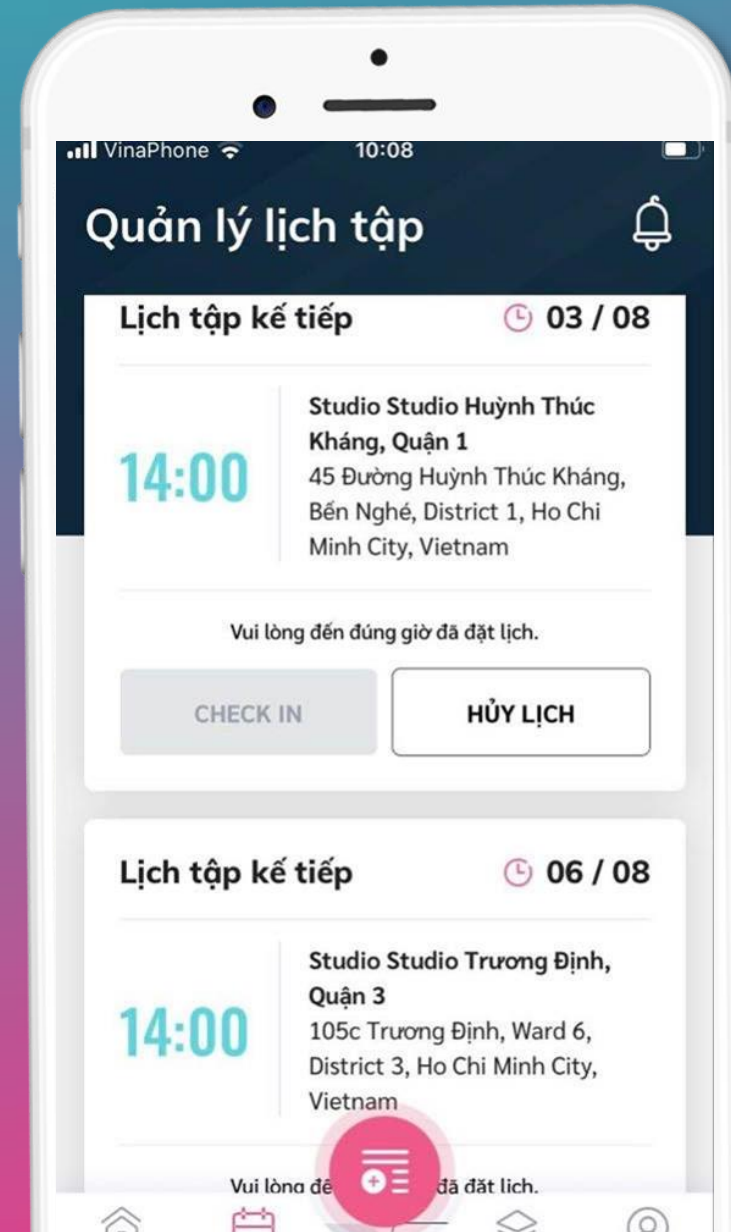 VinaPhone 10:08
Quản lý lịch tập
Lịch tập kế tiếp 03 / 08
14:00
Studio Studio Huỳnh Thúc
Kháng, Quận 1
45 Đường Huỳnh Thúc Kháng,
Bến Nghé, District 1, Ho Chi
Minh City, Vietnam
Vui lòng đến đúng giờ đã đặt lịch.
CHECK IN HỦY LỊCH
Lịch tập kế tiếp 06 / 08
14:00
Studio Studio Trương Định,
Quận 3
105c Trương Định, Ward 6,
District 3, Ho Chi Minh City,
Vietnam
Vui lòng đã đặt lịch.